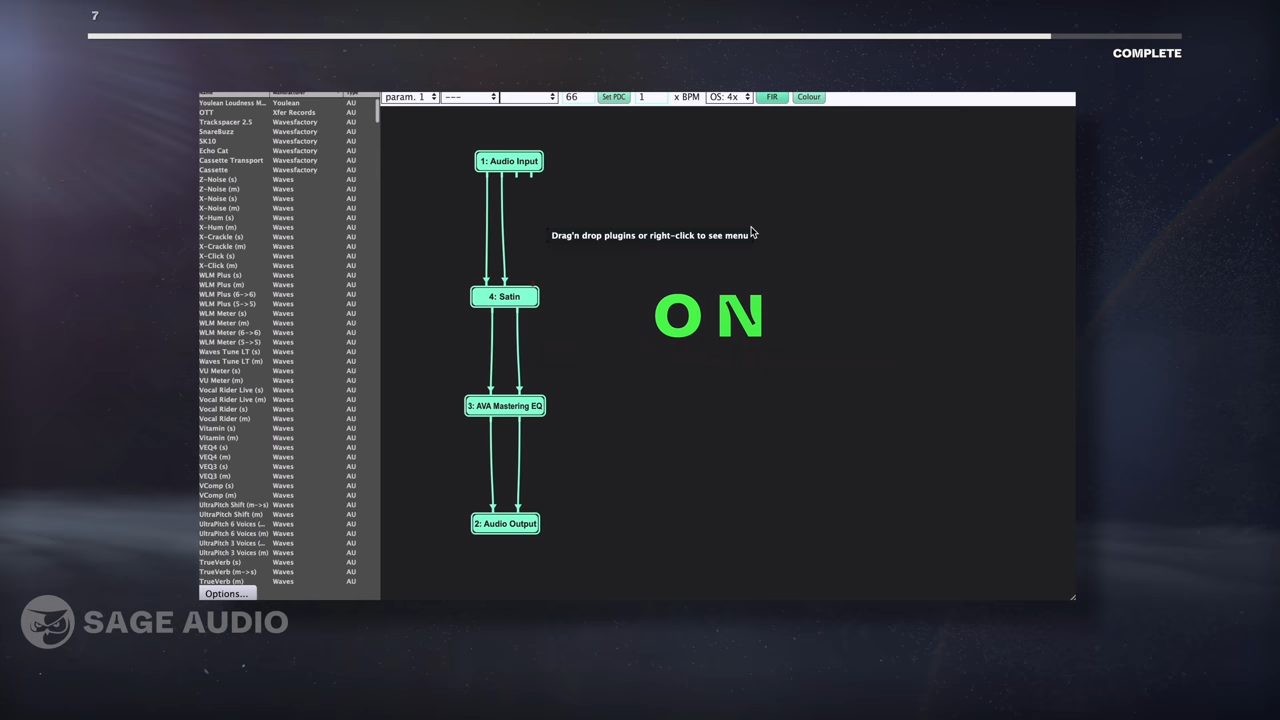 7
COMPLETE
Manufacturer Type
param. 1 --- 66 Set PDC 1 x BPM OS: 4x FIR Colour
Youlean Loudness M... Youlean AU
OTT Xfer Records AU
Trackspacer 2.5 Wavesfactory AU
SnareBuzz Wavesfactory AU
SK10 Wavesfactory AU
Echo Cat Wavesfactory AU
Cassette Transport Wavesfactory AU
Cassette Wavesfactory AU
Z-Noise (s) Waves AU
Z-Noise (m) Waves AU
X-Noise (s) Waves AU
X-Noise (m) Waves AU
X-Hum (s) Waves AU
X-Hum (m) Waves AU
X-Crackle (s) Waves AU
X-Crackle (m) Waves AU
X-Click (s) Waves AU
X-Click (m) Waves AU
WLM Plus (s) Waves AU
WLM Plus (m) Waves AU
WLM Plus (6->6) Waves AU
WLM Plus (5->5) Waves AU
WLM Meter (s) Waves AU
WLM Meter (m) Waves AU
WLM Meter (6->6) Waves AU
WLM Meter (5->5) Waves AU
Waves Tune LT (s) Waves AU
Waves Tune LT (m) Waves AU
VU Meter (s) Waves AU
VU Meter (m) Waves AU
Vocal Rider Live (s) Waves AU
Vocal Rider Live (m) Waves AU
Vocal Rider (s) Waves AU
Vocal Rider (m) Waves AU
Vitamin (s) Waves AU
Vitamin (m) Waves AU
VEQ4 (s) Waves AU
VEQ4 (m) Waves AU
VEQ3 (s) Waves AU
VEQ3 (m) Waves AU
VComp (s) Waves AU
VComp (m) Waves AU
UltraPitch Shift (m->s) Waves AU
UltraPitch Shift (m) Waves AU
UltraPitch 6 Voices (... Waves AU
UltraPitch 6 Voices (m) Waves AU
UltraPitch 3 Voices (... Waves AU
UltraPitch 3 Voices (m) Waves AU
TrueVerb (s) Waves AU
TrueVerb (m->s) Waves AU
TrueVerb (m) Waves AU
Options...
1: Audio Input
Drag'n drop plugins or right-click to see menu
4: Satin
ON
3: AVA Mastering EQ
2: Audio Output
SAGE AUDIO